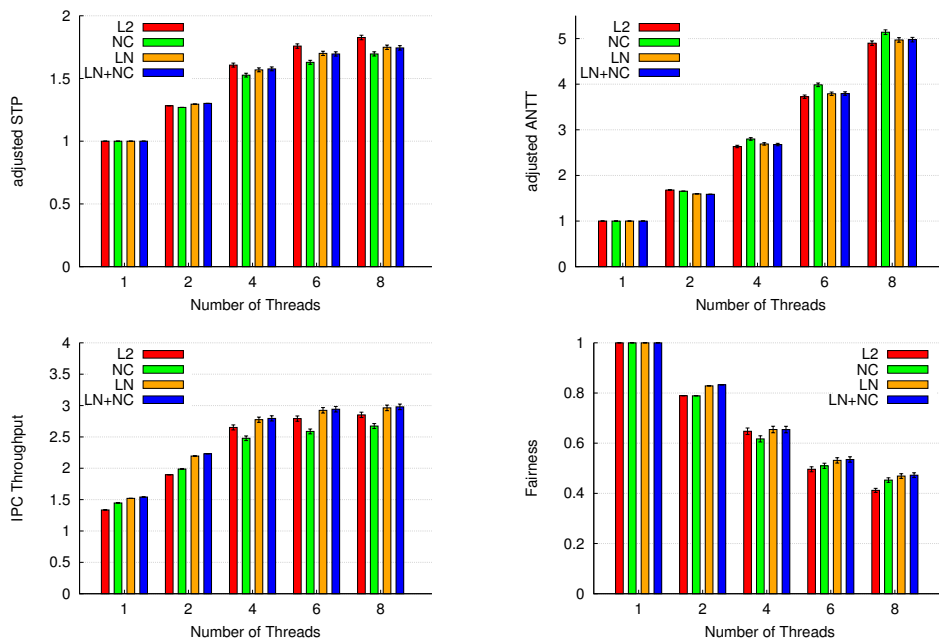 2
1.5
1
0.5
0
adjusted STP
L2
NC
LN
LN+NC
1 2 4 6 8
Number of Threads
5
4
3
2
1
0
adjusted ANTT
L2
NC
LN
LN+NC
1 2 4 6 8
Number of Threads
4
3.5
3
2.5
2
1.5
1
0.5
0
IPC Throughput
L2
NC
LN
LN+NC
1 2 4 6 8
Number of Threads
1
0.8
0.6
0.4
0.2
0
Fairness
L2
NC
LN
LN+NC
1 2 4 6 8
Number of Threads